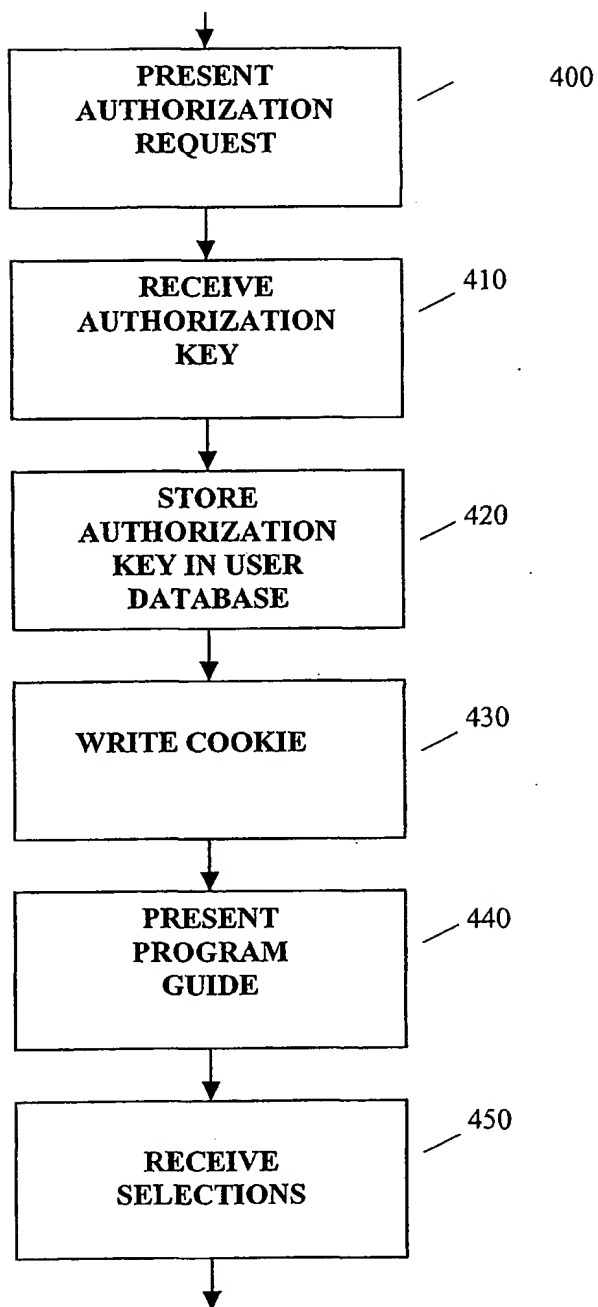 PRESENT
AUTHORIZATION
REQUEST
400
RECEIVE
AUTHORIZATION
KEY
410
STORE
AUTHORIZATION
KEY IN USER
DATABASE
420
WRITE COOKIE
430
PRESENT
PROGRAM
GUIDE
440
RECEIVE
SELECTIONS
450